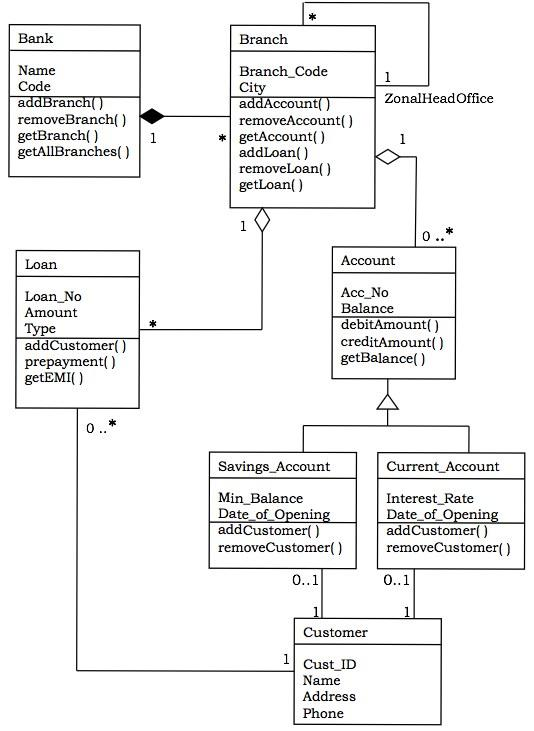 Bank
Name
Code
addBranch( )
removeBranch( )
getBranch( )
getAllBranches( )
1
*
Branch
Branch_Code
City
addAccount( )
removeAccount( )
getAccount( )
addLoan( )
removeLoan( )
getLoan( )
*
1
ZonalHeadOffice
1
0 ..*
1
*
Loan
Loan_No
Amount
Type
addCustomer( )
prepayment( )
getEMI( )
0 ..*
Account
Acc_No
Balance
debitAmount( )
creditAmount( )
getBalance( )
Savings_Account
Min_Balance
Date_of_Opening
addCustomer( )
removeCustomer( )
Current_Account
Interest_Rate
Date_of_Opening
addCustomer( )
removeCustomer( )
0..1
0..1
1
1
1
Customer
Cust_ID
Name
Address
Phone